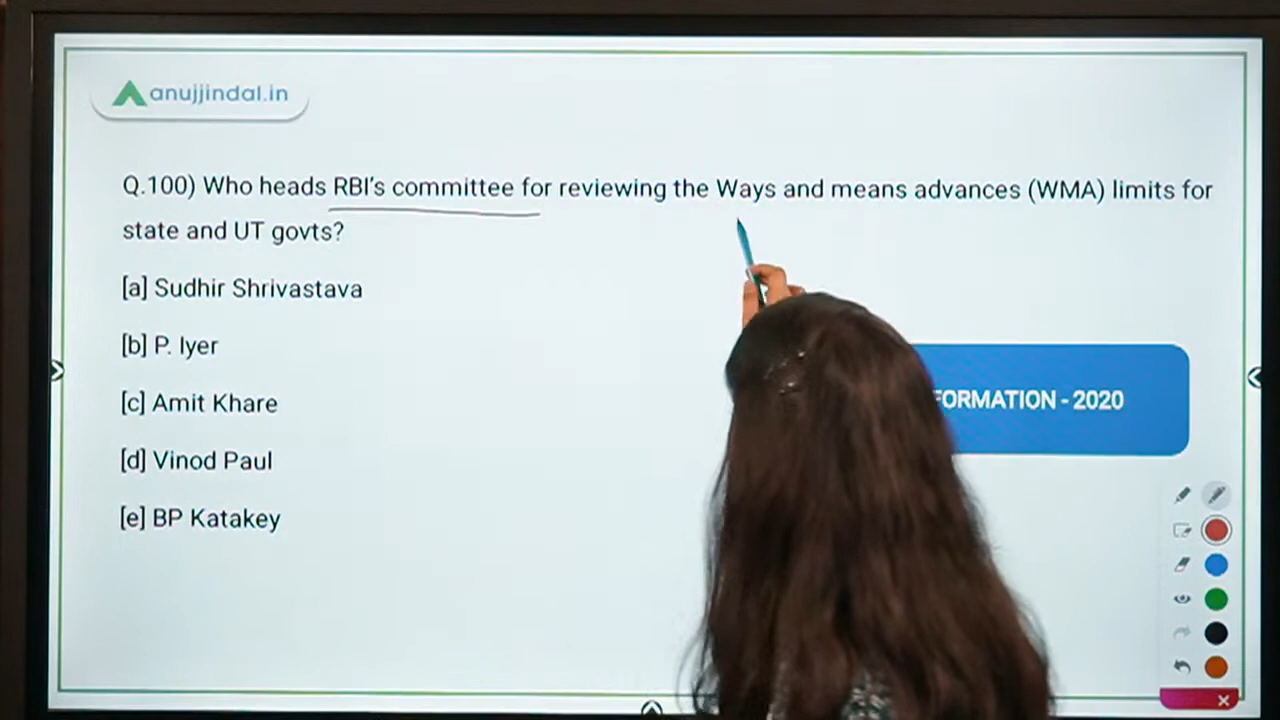 anujjindal.in
Q.100) Who heads RBI's committee for reviewing the Ways and means advances (WMA) limits for
state and UT govts?
[a] Sudhir Shrivastava
[b] P. Iyer
[c] Amit Khare
FORMATION - 2020
[d] Vinod Paul
[e] BP Katakey